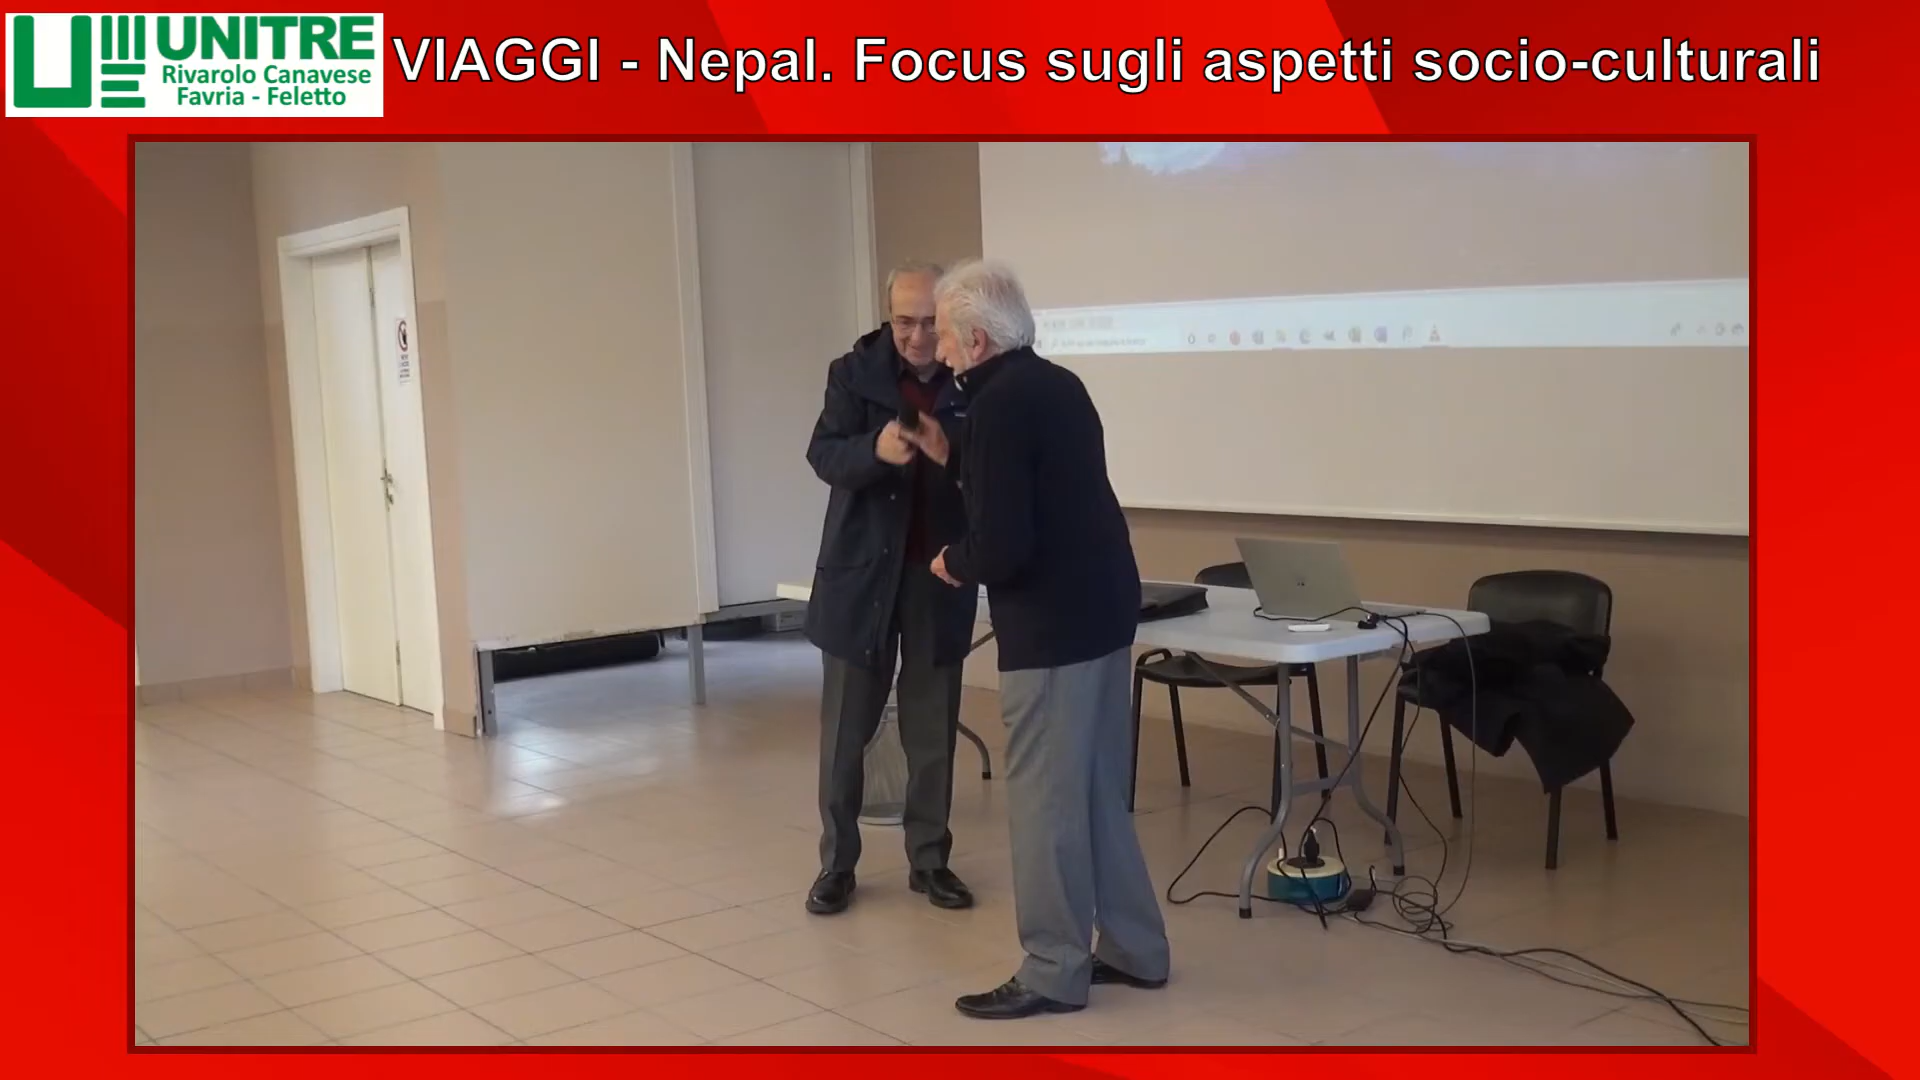 UNITRE
Rivarolo Canavese
Favria - Feletto
VIAGGI - Nepal. Focus sugli aspetti socio-culturali